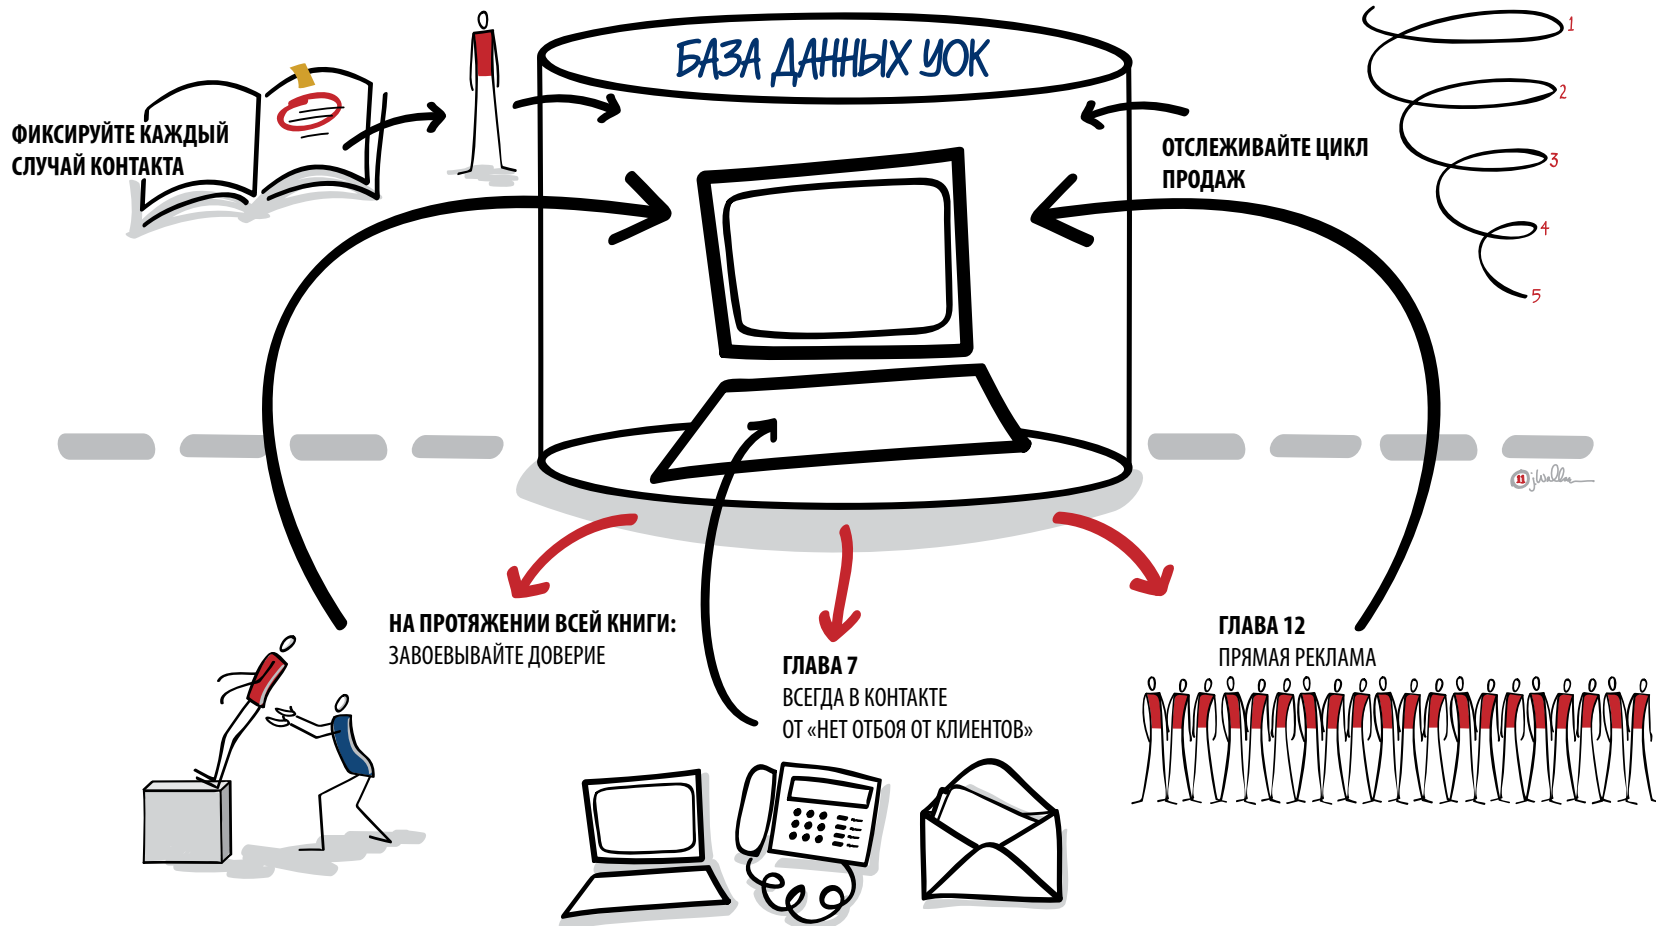 БАЗА ДАННЫХ УОК
ФИКСИРУЙТЕ КАЖДЫЙ
СЛУЧАЙ КОНТАКТА
ОТСЛЕЖИВАЙТЕ ЦИКЛ
ПРОДАЖ
1
2
3
4
5
11
НА ПРОТЯЖЕНИИ ВСЕЙ КНИГИ:
ЗАВОЕВЫВАЙТЕ ДОВЕРИЕ
ГЛАВА 7
ВСЕГДА В КОНТАКТЕ
ОТ «НЕТ ОТБОЯ ОТ КЛИЕНТОВ»
ГЛАВА 12
ПРЯМАЯ РЕКЛАМА